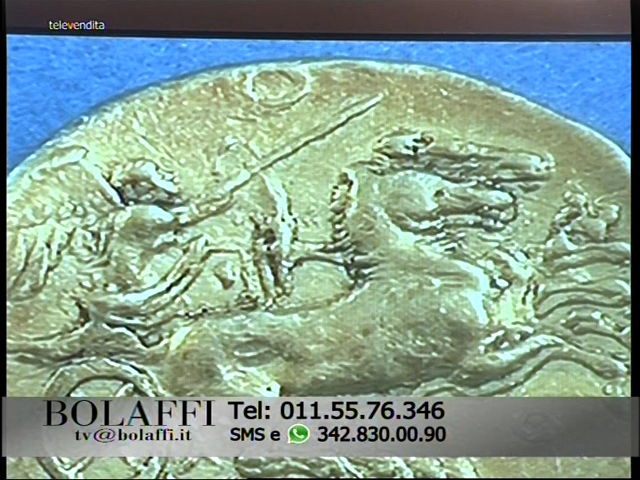 televendita
BOLAFFI
tv@bolaffi.it
Tel: 011.55.76.346
SMS e 342.830.00.90